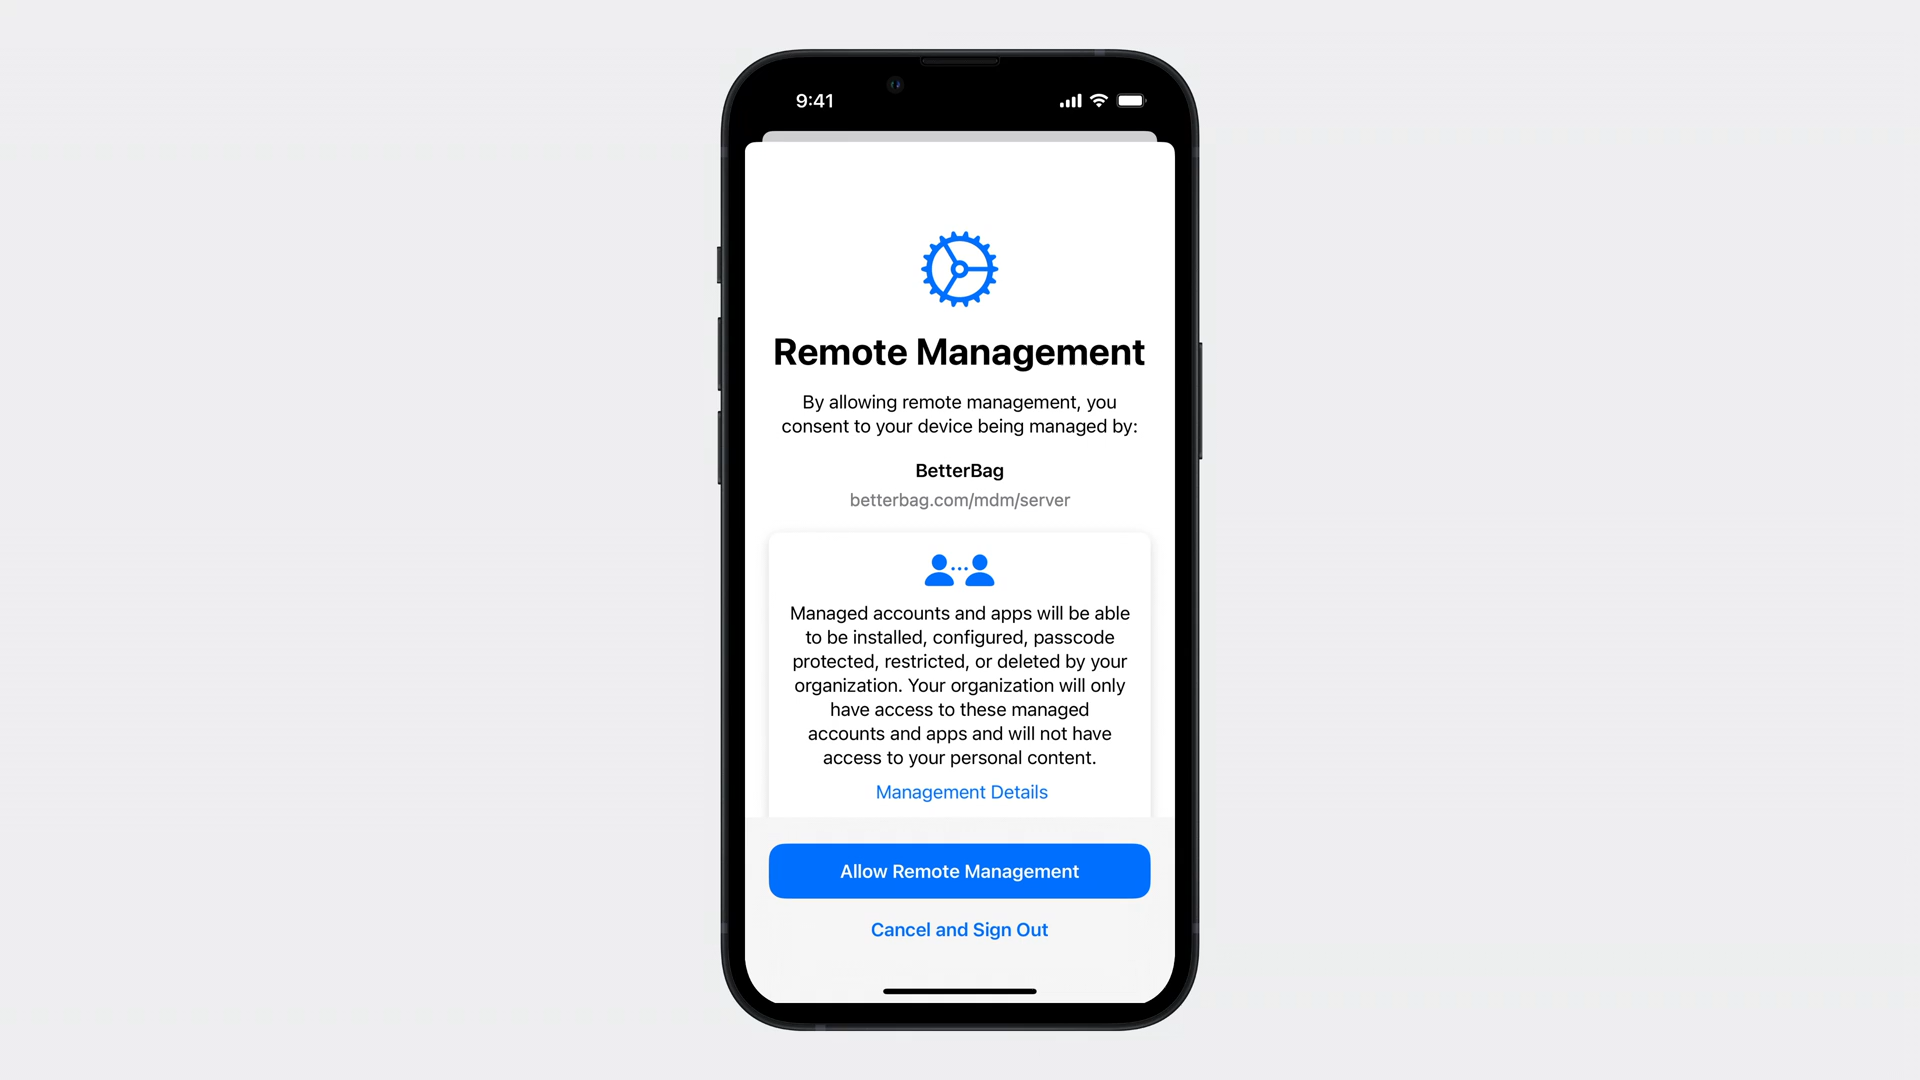 9:41
Remote Management
By allowing remote management, you
consent to your device being managed by:
BetterBag
betterbag.com/mdm/server
Managed accounts and apps will be able
to be installed, configured, passcode
protected, restricted, or deleted by your
organization. Your organization will only
have access to these managed
accounts and apps and will not have
access to your personal content.
Management Details
Allow Remote Management
Cancel and Sign Out